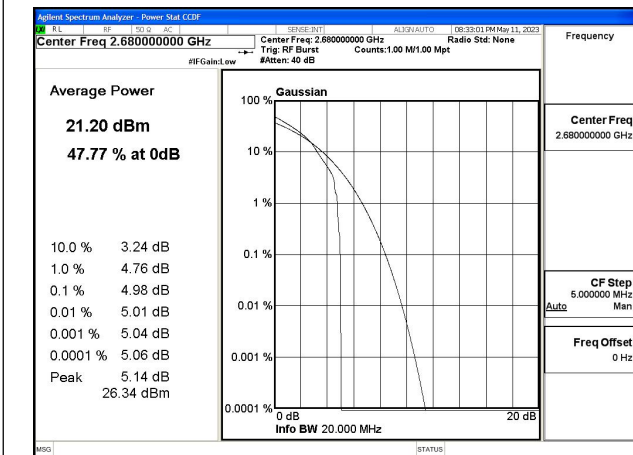 Agilent Spectrum Analyzer - Power Stat CCDF
RL RF 50 Ω AC SENSE:INT ALIGN AUTO 08:33:01 PM May 11, 2023
Center Freq 2.680000000 GHz
Center Freq: 2.680000000 GHz Radio Std: None
Trig: RF Burst Counts:1.00 M/1.00 Mpt
#IFGain:Low #Atten: 40 dB
Frequency
Average Power
21.20 dBm
47.77 % at 0dB
10.0 % 3.24 dB
1.0 % 4.76 dB
0.1 % 4.98 dB
0.01 % 5.01 dB
0.001 % 5.04 dB
0.0001 % 5.06 dB
Peak 5.14 dB
26.34 dBm
Gaussian
100 %
10 %
1 %
0.1 %
0.01 %
0.001 %
0.0001 %
0 dB 20 dB
Info BW 20.000 MHz
Center Freq
2.680000000 GHz
CF Step
5.000000 MHz
Auto Man
Freq Offset
0 Hz
MSG STATUS